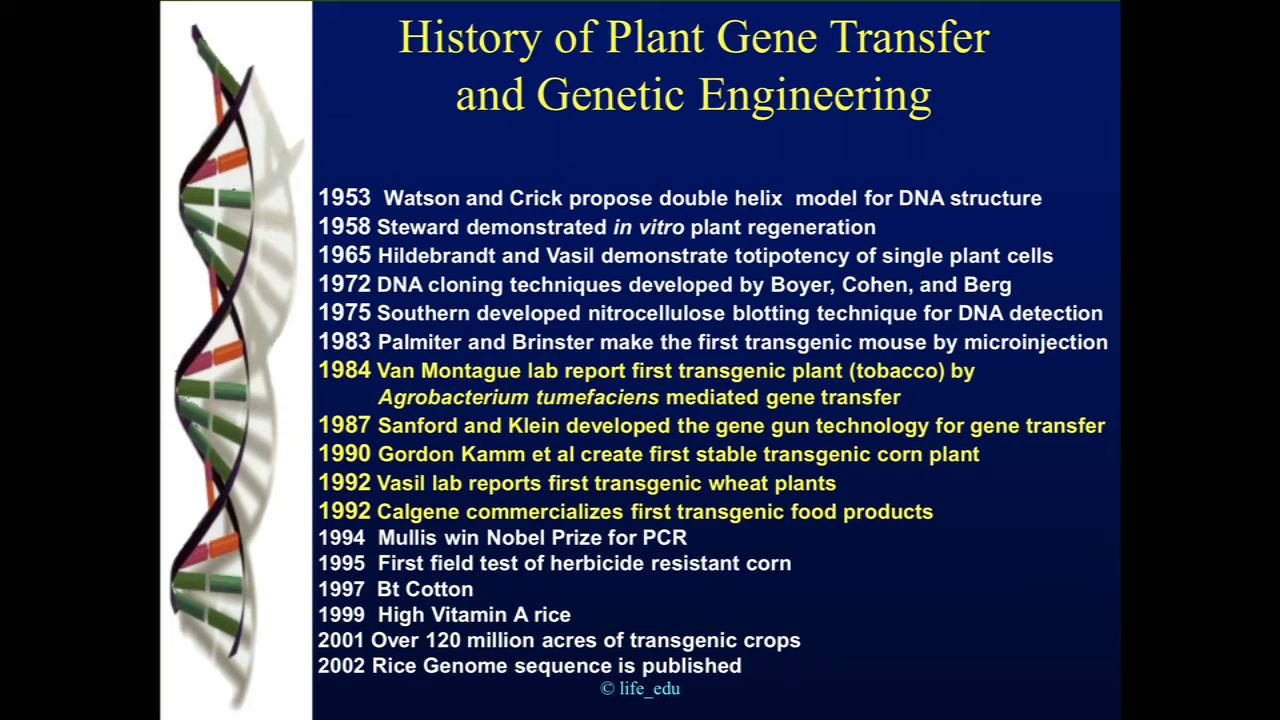 History of Plant Gene Transfer
and Genetic Engineering
1953 Watson and Crick propose double helix model for DNA structure
1958 Steward demonstrated in vitro plant regeneration
1965 Hildebrandt and Vasil demonstrate totipotency of single plant cells
1972 DNA cloning techniques developed by Boyer, Cohen, and Berg
1975 Southern developed nitrocellulose blotting technique for DNA detection
1983 Palmiter and Brinster make the first transgenic mouse by microinjection
1984 Van Montague lab report first transgenic plant (tobacco) by
Agrobacterium tumefaciens mediated gene transfer
1987 Sanford and Klein developed the gene gun technology for gene transfer
1990 Gordon Kamm et al create first stable transgenic corn plant
1992 Vasil lab reports first transgenic wheat plants
1992 Calgene commercializes first transgenic food products
1994 Mullis win Nobel Prize for PCR
1995 First field test of herbicide resistant corn
1997 Bt Cotton
1999 High Vitamin A rice
2001 Over 120 million acres of transgenic crops
2002 Rice Genome sequence is published
© life_edu